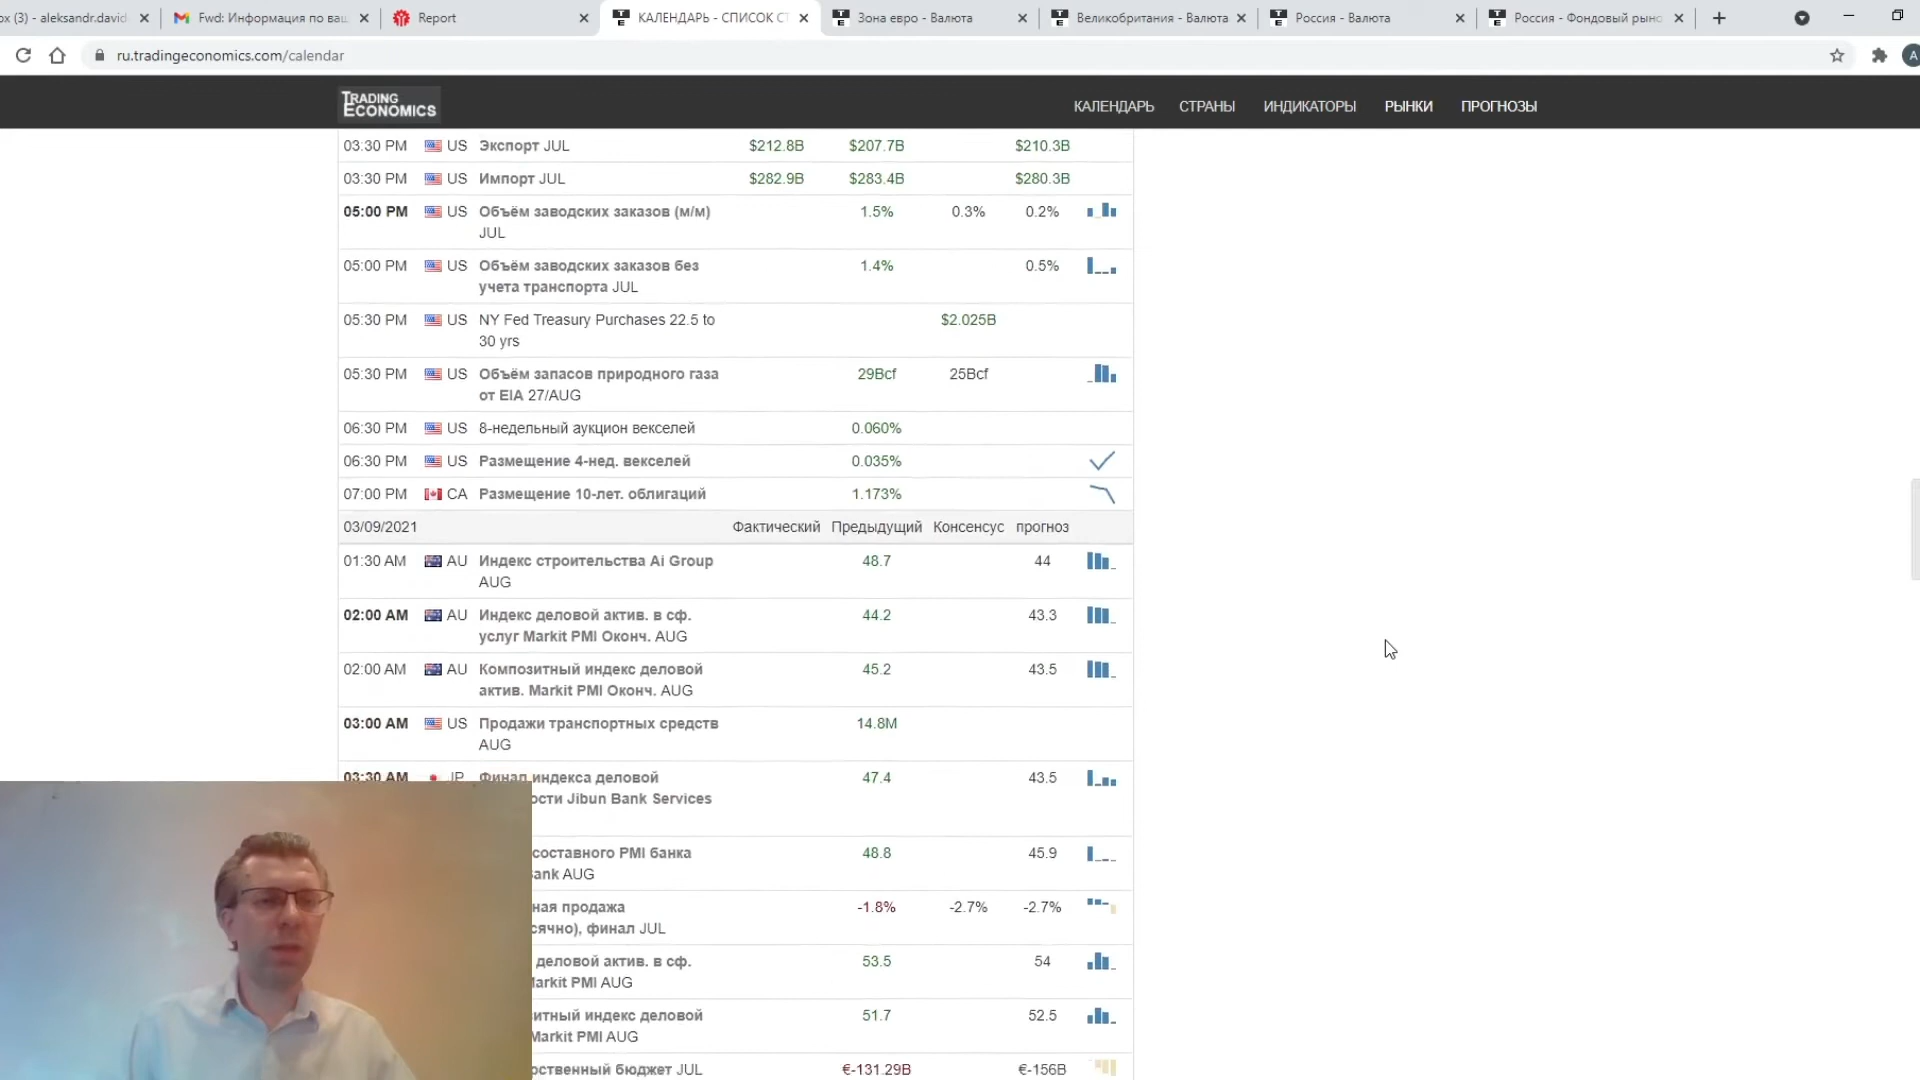 ox (3) - aleksandr.david
Fwd: Информация по ваш
Report
КАЛЕНДАРЬ - СПИСОК СТ
Зона евро - Валюта
Великобритания - Валюта
Россия - Валюта
Россия - Фондовый рыно
ru.tradingeconomics.com/calendar
A
TRADING
ECONOMICS
КАЛЕНДАРЬ СТРАНЫ ИНДИКАТОРЫ РЫНКИ ПРОГНОЗЫ
03:30 PM US Экспорт JUL $212.8B $207.7B $210.3B
03:30 PM US Импорт JUL $282.9B $283.4B $280.3B
05:00 PM US Объём заводских заказов (м/м) 1.5% 0.3% 0.2%
JUL
05:00 PM US Объём заводских заказов без 1.4% 0.5%
учета транспорта JUL
05:30 PM US NY Fed Treasury Purchases 22.5 to $2.025B
30 yrs
05:30 PM US Объём запасов природного газа 29Bcf 25Bcf
от EIA 27/AUG
06:30 PM US 8-недельный аукцион векселей 0.060%
06:30 PM US Размещение 4-нед. векселей 0.035%
07:00 PM CA Размещение 10-лет. облигаций 1.173%
03/09/2021 Фактический Предыдущий Консенсус прогноз
01:30 AM AU Индекс строительства Ai Group 48.7 44
AUG
02:00 AM AU Индекс деловой актив. в сф. 44.2 43.3
услуг Markit PMI Оконч. AUG
02:00 AM AU Композитный индекс деловой 45.2 43.5
актив. Markit PMI Оконч. AUG
03:00 AM US Продажи транспортных средств 14.8M
AUG
03:30 AM JP Финал индекса деловой 47.4 43.5
ости Jibun Bank Services
составного PMI банка 48.8 45.9
ank AUG
ная продажа -1.8% -2.7% -2.7%
сячно), финал JUL
деловой актив. в сф. 53.5 54
Markit PMI AUG
итный индекс деловой 51.7 52.5
Markit PMI AUG
рственный бюджет JUL €-131.29B €-156B